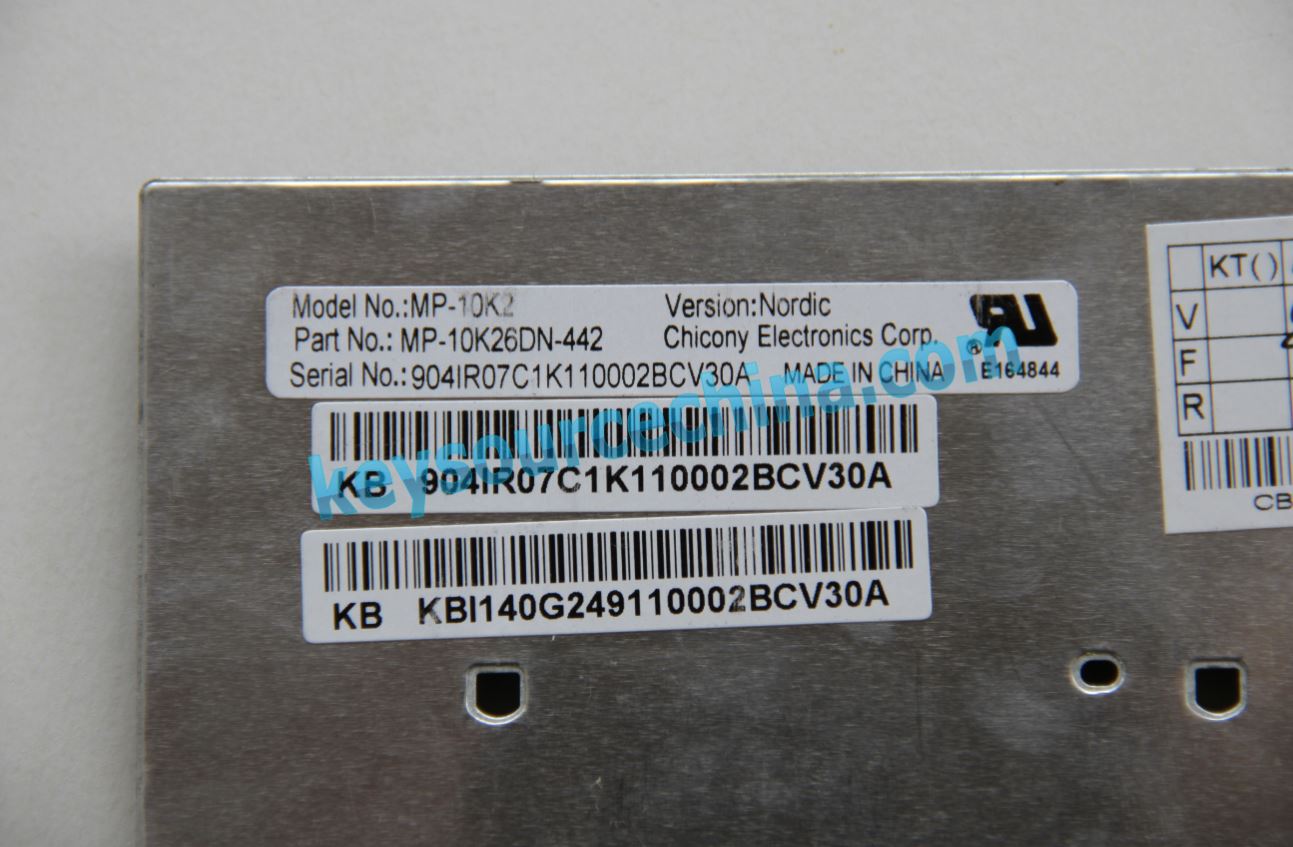 Model No.:MP-10K2 Version:Nordic
Part No.: MP-10K26DN-442 Chicony Electronics Corp.
Serial No.:904IR07C1K110002BCV30A MADE IN CHINA ® E164844
KB 904IR07C1K110002BCV30A
KB KBI140G249110002BCV30A
keysourcechina.com
KT()
V
F
R
CB